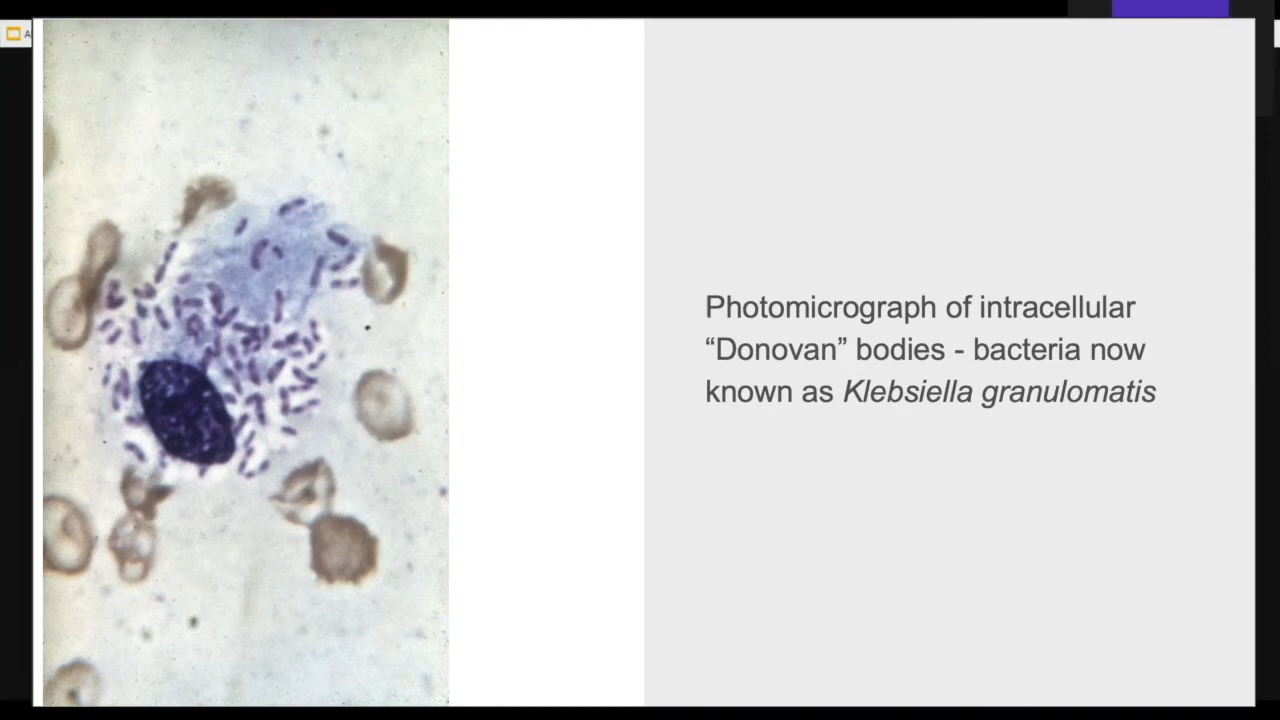 A
Photomicrograph of intracellular
“Donovan” bodies - bacteria now
known as Klebsiella granulomatis